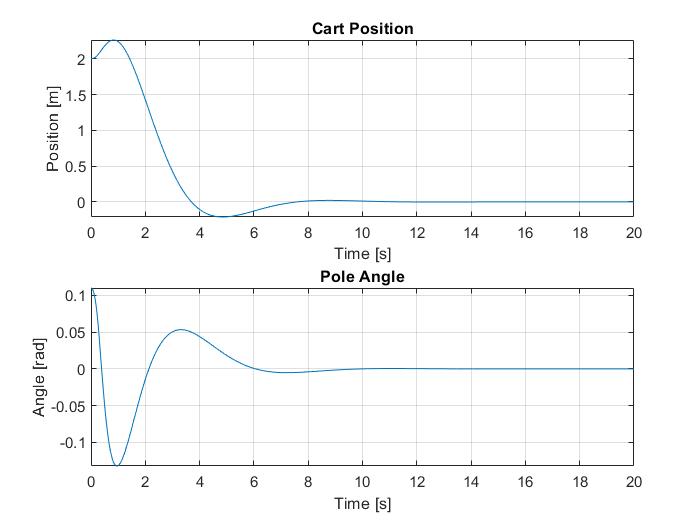 Cart Position
2
1.5
1
0.5
0
Position [m]
0 2 4 6 8 10 12 14 16 18 20
Time [s]
Pole Angle
0.1
0.05
0
-0.05
-0.1
Angle [rad]
0 2 4 6 8 10 12 14 16 18 20
Time [s]